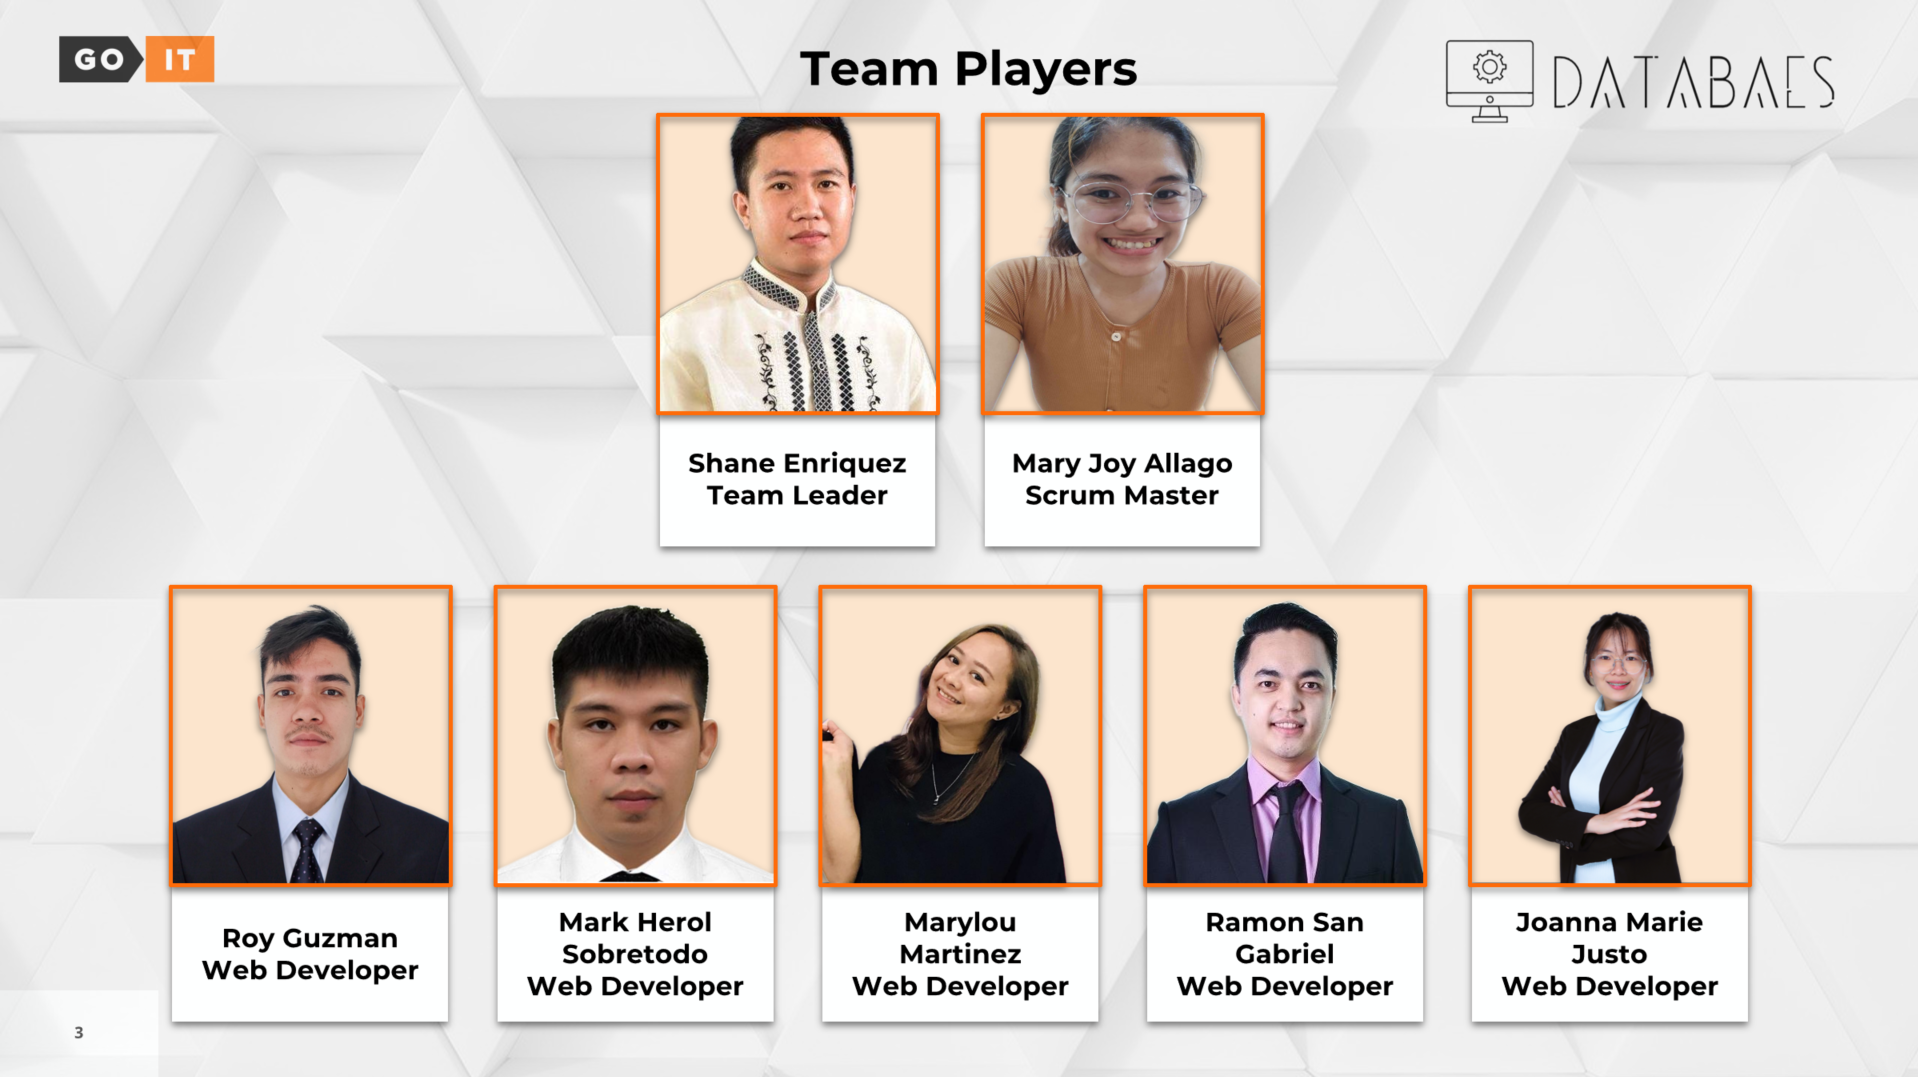 GO IT
Team Players
DATABAES
Shane Enriquez
Team Leader
Mary Joy Allago
Scrum Master
Roy Guzman
Web Developer
Mark Herol
Sobretodo
Web Developer
Marylou
Martinez
Web Developer
Ramon San
Gabriel
Web Developer
Joanna Marie
Justo
Web Developer
3